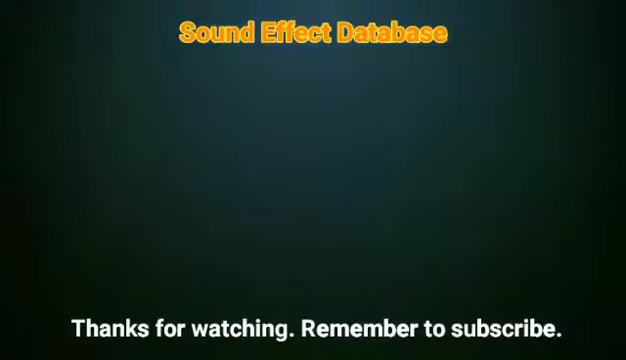 Sound Effect Database
Thanks for watching. Remember to subscribe.